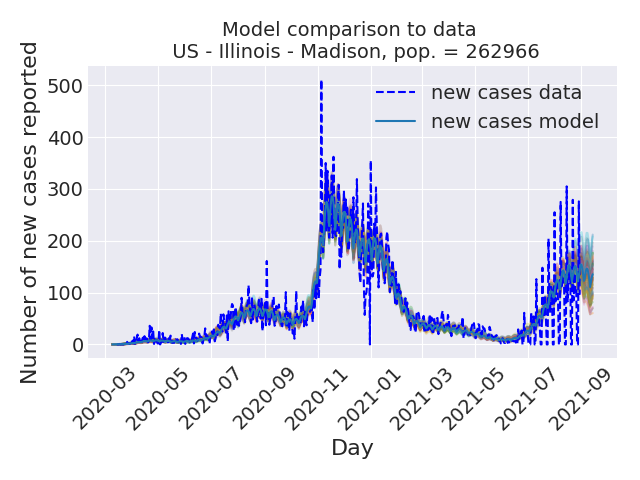 Model comparison to data
US - Illinois - Madison, pop. = 262966
Number of new cases reported
500
400
300
200
100
0
new cases data
new cases model
2020-03
2020-05
2020-07
2020-09
2020-11
2021-01
2021-03
2021-05
2021-07
2021-09
Day